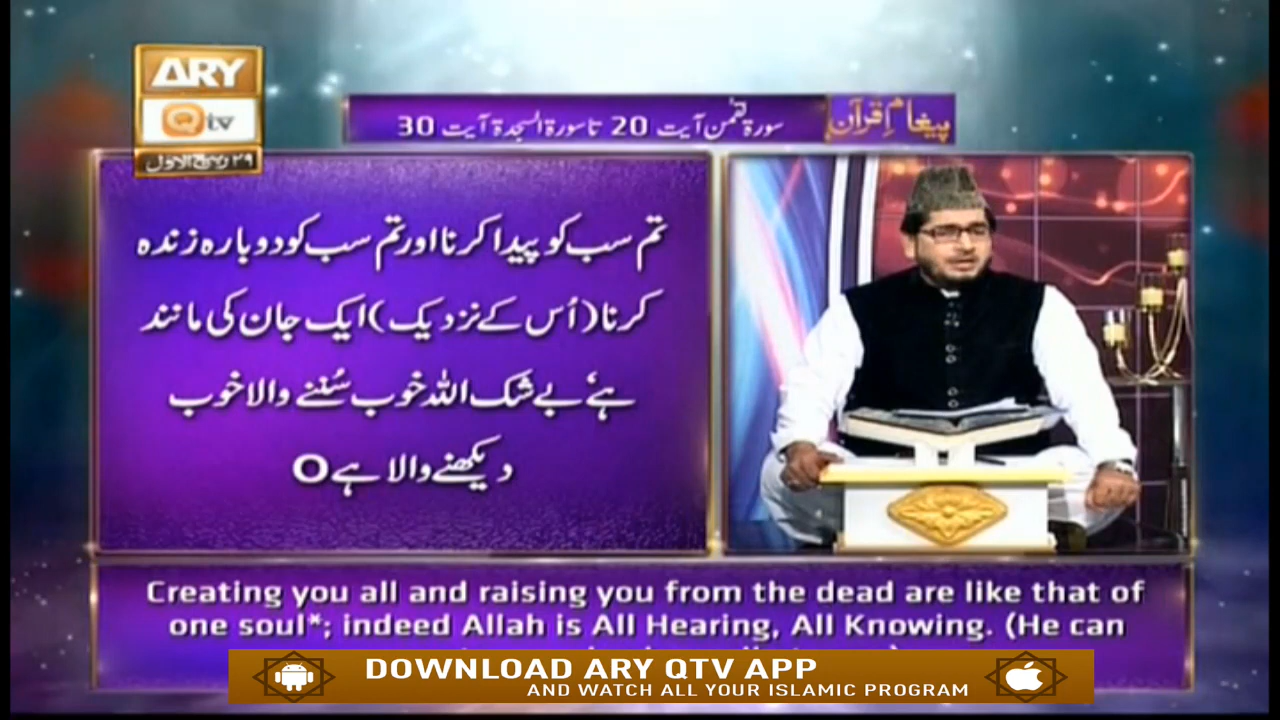 ARY
Qtv
۲۹ ربیع الاول
پیغامِ قرآن
سورۃ لقمٰن آیت 20 تا سورۃ السجدۃ آیت 30
تم سب کو پیدا کرنا اور تم سب کو دوبارہ زندہ
کرنا (اُس کے نزدیک) ایک جان کی مانند
ہے، بے شک اللہ خوب سُننے والا خوب
دیکھنے والا ہے O
Creating you all and raising you from the dead are like that of
one soul*; indeed Allah is All Hearing, All Knowing. (He can
DOWNLOAD ARY QTV APP
AND WATCH ALL YOUR ISLAMIC PROGRAM